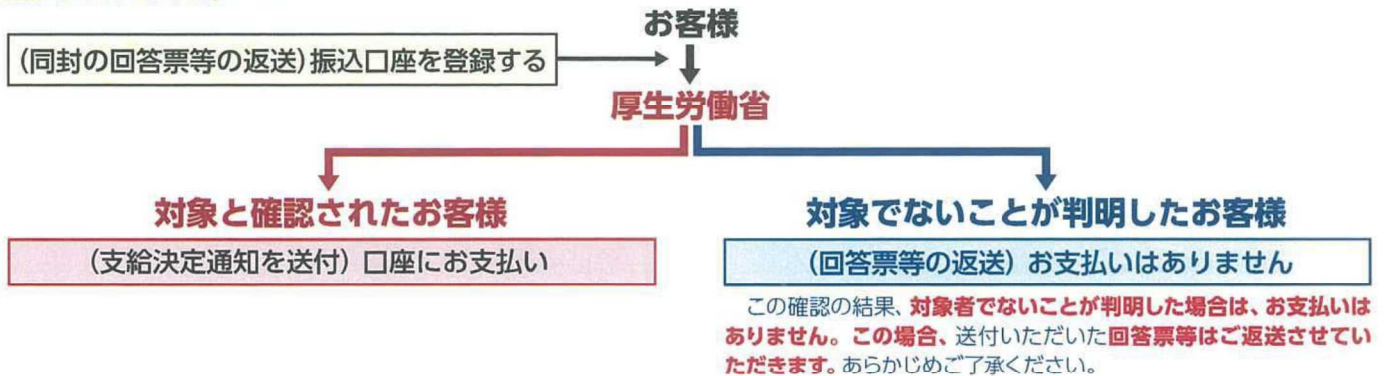 お客様
（同封の回答票等の返送）振込口座を登録する
厚生労働省
対象と確認されたお客様
（支給決定通知を送付）口座にお支払い
対象でないことが判明したお客様
（回答票等の返送）お支払いはありません
この確認の結果、対象者でないことが判明した場合は、お支払いは
ありません。この場合、送付いただいた回答票等はご返送させてい
ただきます。あらかじめご了承ください。